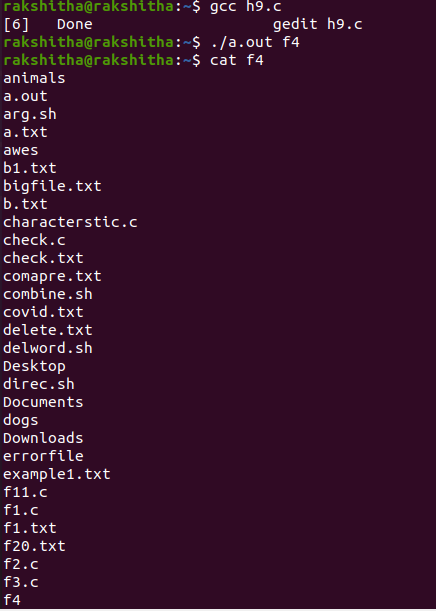 rakshitha@rakshitha:~$ gcc h9.c
[6]   Done                    gedit h9.c
rakshitha@rakshitha:~$ ./a.out f4
rakshitha@rakshitha:~$ cat f4
animals
a.out
arg.sh
a.txt
awes
b1.txt
bigfile.txt
b.txt
characterstic.c
check.c
check.txt
comapre.txt
combine.sh
covid.txt
delete.txt
delword.sh
Desktop
direc.sh
Documents
dogs
Downloads
errorfile
example1.txt
f11.c
f1.c
f1.txt
f20.txt
f2.c
f3.c
f4